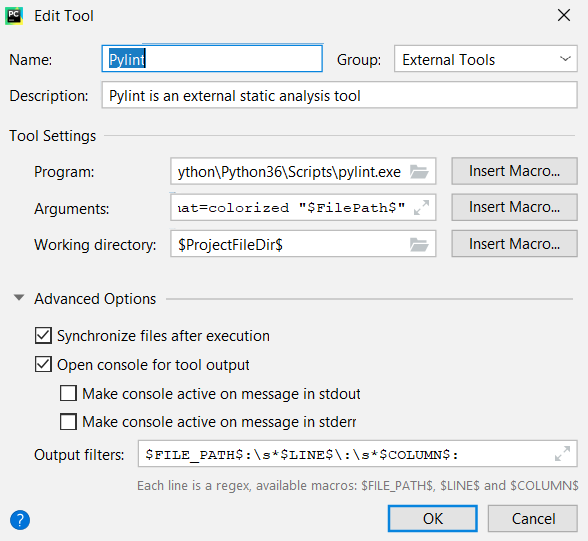 PC
Edit Tool
Name: Pylint Group: External Tools
Description: Pylint is an external static analysis tool
Tool Settings
Program: ython\Python36\Scripts\pylint.exe Insert Macro...
Arguments: at=colorized "$FilePath$" Insert Macro...
Working directory: $ProjectFileDir$ Insert Macro...
Advanced Options
Synchronize files after execution
Open console for tool output
Make console active on message in stdout
Make console active on message in stderr
Output filters: $FILE_PATH$:\s*$LINE$\:\s*$COLUMN$:
Each line is a regex, available macros: $FILE_PATH$, $LINE$ and $COLUMN$
? OK Cancel